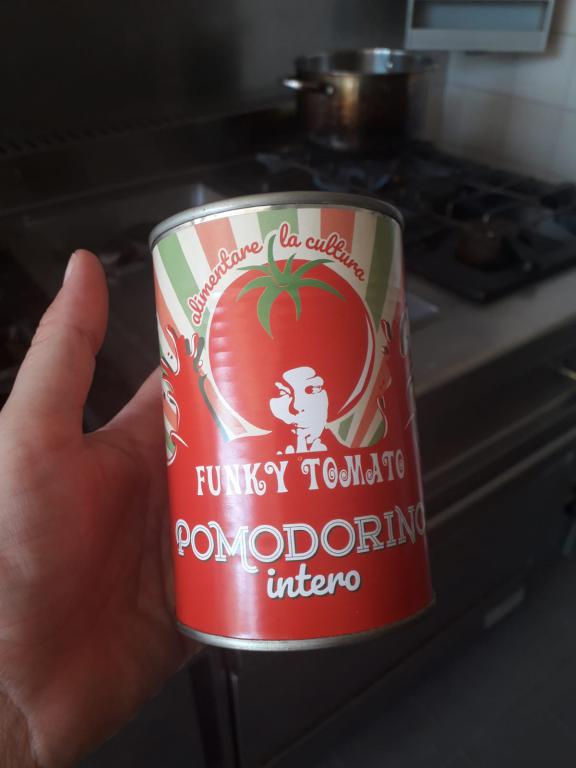 alimentare la cultura
FUNKY TOMATO
POMODORINO
intero